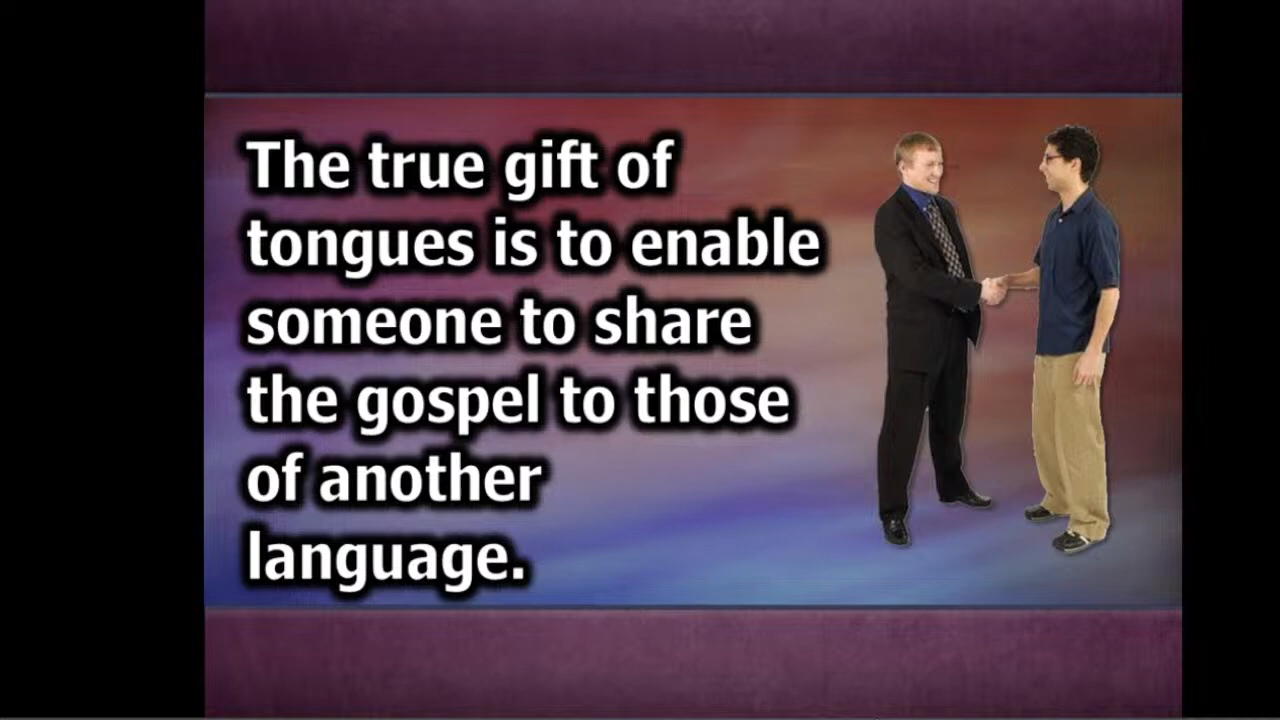 The true gift of
tongues is to enable
someone to share
the gospel to those
of another
language.